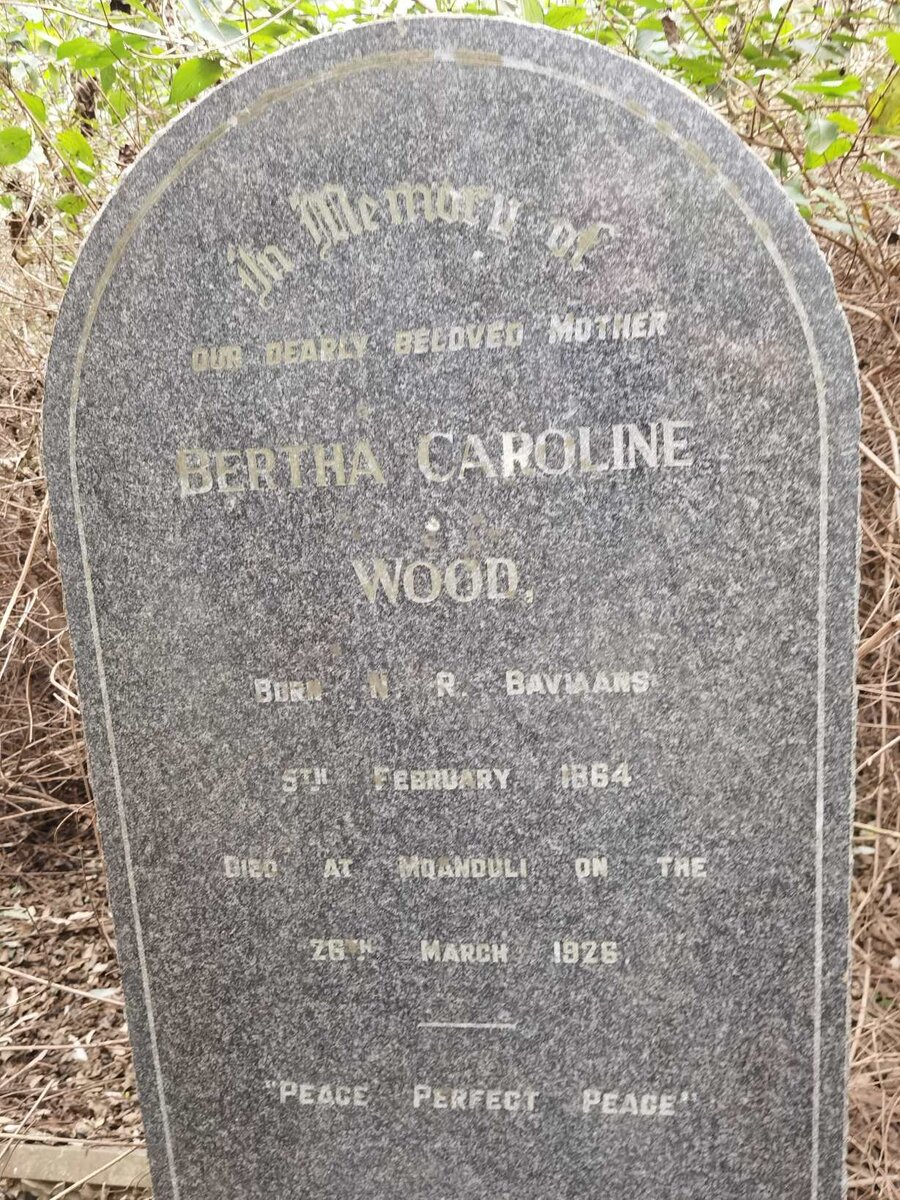 In Memory of
OUR DEARLY BELOVED MOTHER
BERTHA CAROLINE
WOOD,
BORN N. R. BAVIAANS
5TH FEBRUARY 1864
DIED AT MQANDULI ON THE
26TH MARCH 1926.
"PEACE PERFECT PEACE"